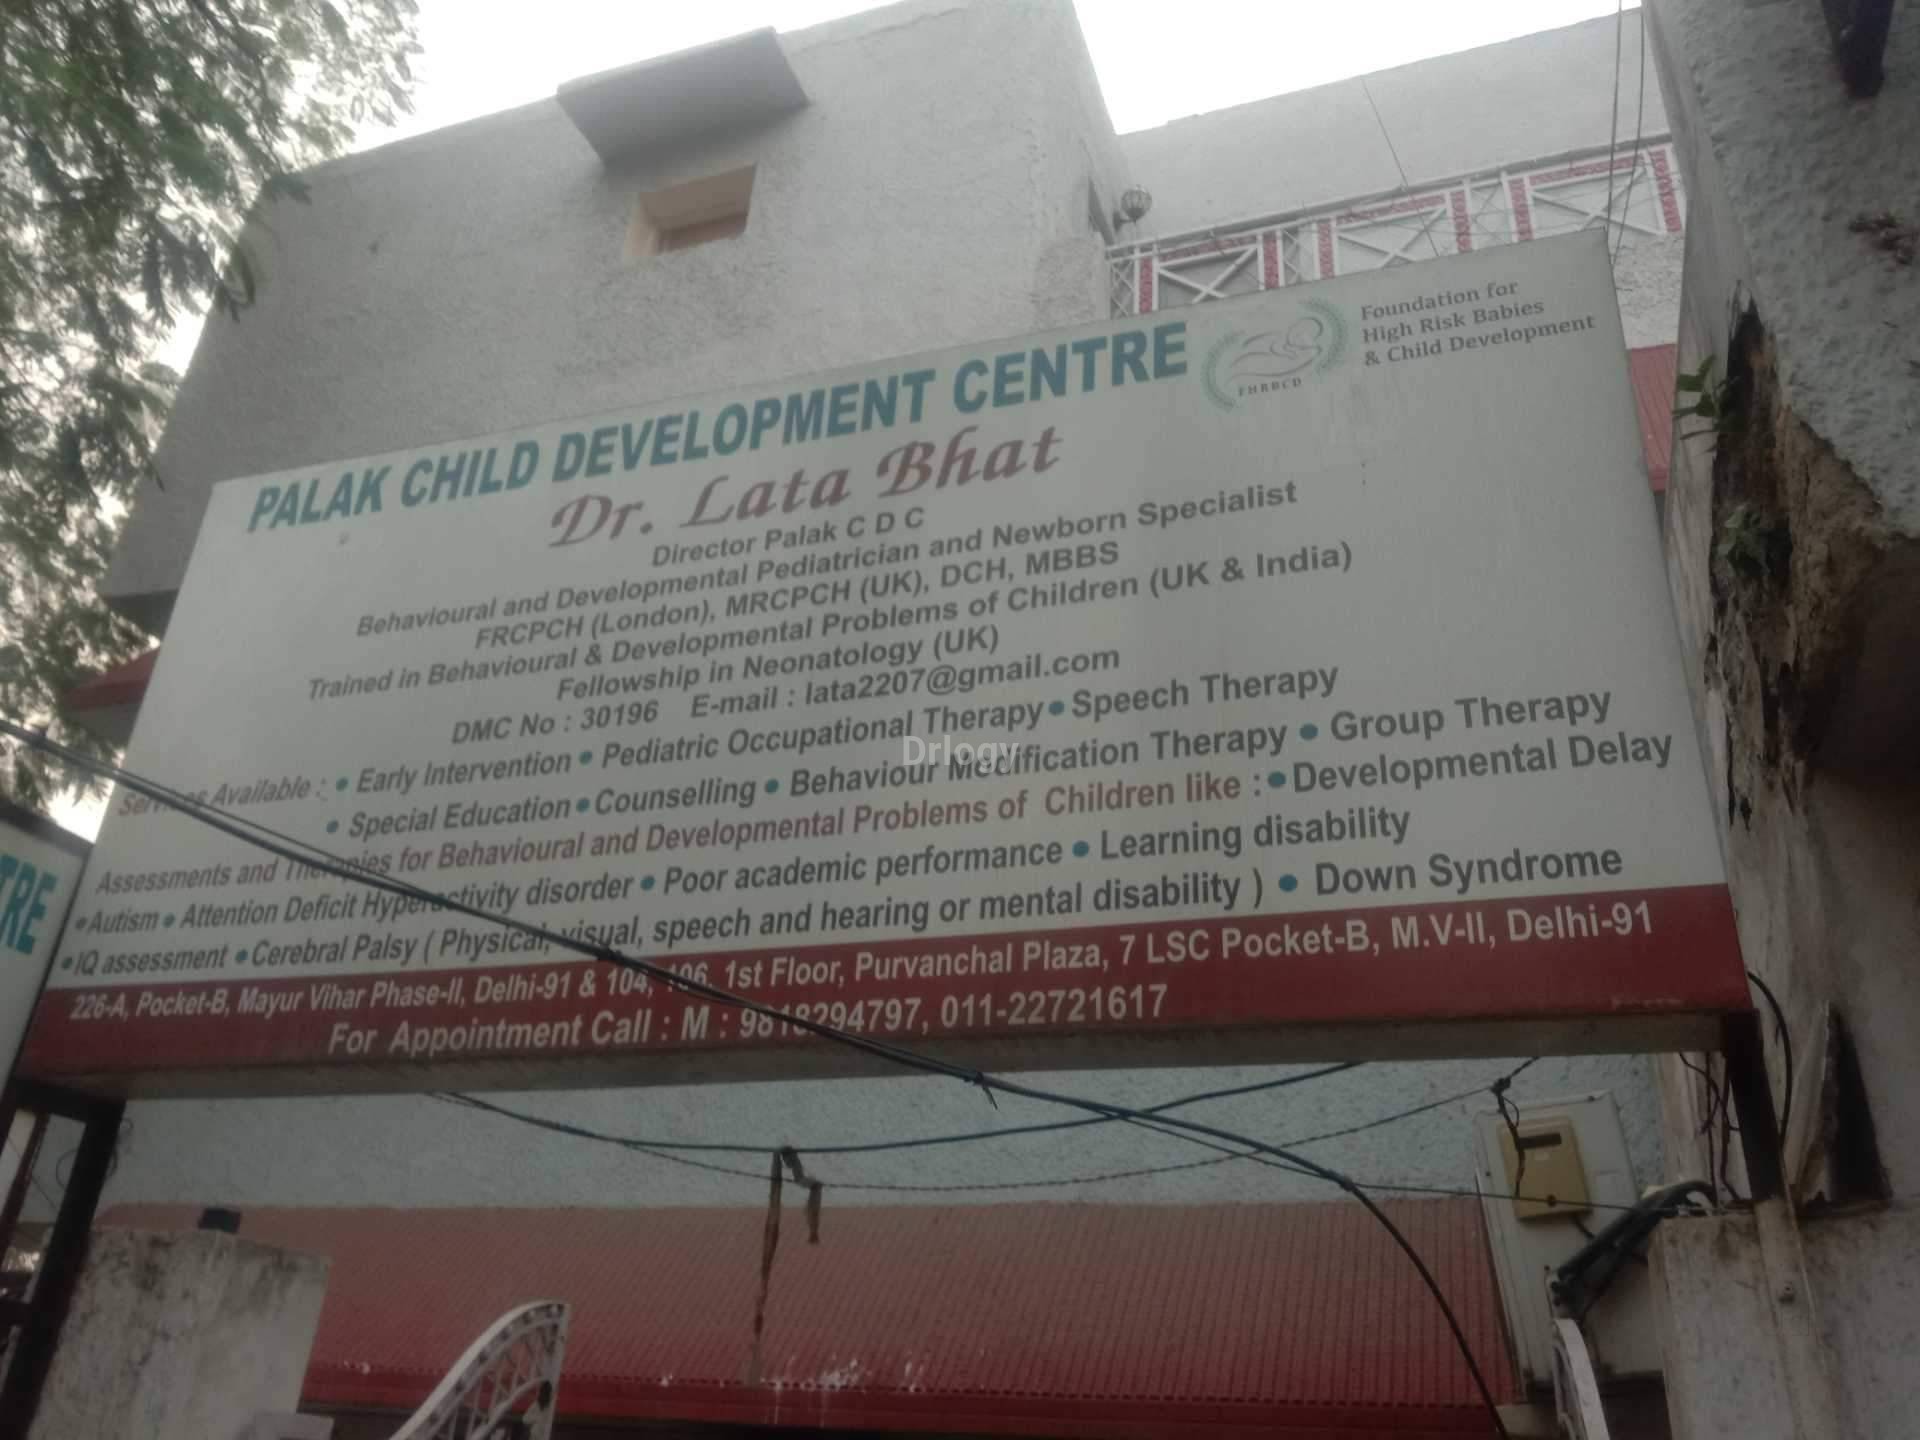 Foundation for
High Risk Babies
& Child Development
FHRBCD
PALAK CHILD DEVELOPMENT CENTRE
Dr. Lata Bhat
Director Palak C D C
Behavioural and Developmental Pediatrician and Newborn Specialist
FRCPCH (London), MRCPCH (UK), DCH, MBBS
Trained in Behavioural & Developmental Problems of Children (UK & India)
Fellowship in Neonatology (UK)
DMC No : 30196 E-mail : lata2207@gmail.com
Services Available : • Early Intervention • Pediatric Occupational Therapy • Speech Therapy
• Special Education • Counselling • Behaviour Modification Therapy • Group Therapy
Assessments and Therapies for Behavioural and Developmental Problems of Children like : • Developmental Delay
• Autism • Attention Deficit Hyperactivity disorder • Poor academic performance • Learning disability
• IQ assessment • Cerebral Palsy ( Physical, visual, speech and hearing or mental disability ) • Down Syndrome
226-A, Pocket-B, Mayur Vihar Phase-II, Delhi-91 & 104, 106, 1st Floor, Purvanchal Plaza, 7 LSC Pocket-B, M.V-II, Delhi-91
For Appointment Call : M : 9818294797, 011-22721617
TRE
Drlogy